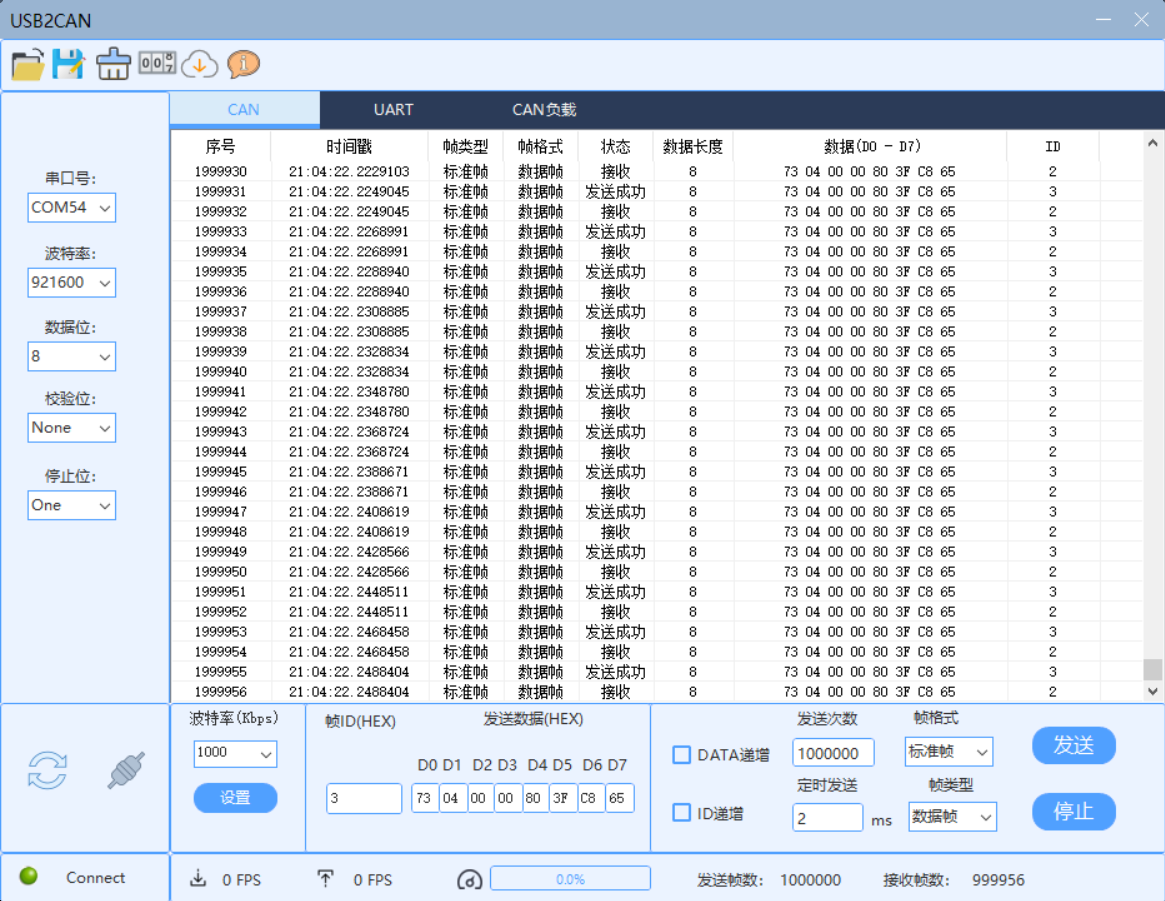 USB2CAN
CAN UART CAN负载
序号 时间戳 帧类型 帧格式 状态 数据长度 数据(D0 - D7) ID
1999930 21:04:22.2229103 标准帧 数据帧 接收 8 73 04 00 00 80 3F C8 65 2
1999931 21:04:22.2249045 标准帧 数据帧 发送成功 8 73 04 00 00 80 3F C8 65 3
1999932 21:04:22.2249045 标准帧 数据帧 接收 8 73 04 00 00 80 3F C8 65 2
1999933 21:04:22.2268991 标准帧 数据帧 发送成功 8 73 04 00 00 80 3F C8 65 3
1999934 21:04:22.2268991 标准帧 数据帧 接收 8 73 04 00 00 80 3F C8 65 2
1999935 21:04:22.2288940 标准帧 数据帧 发送成功 8 73 04 00 00 80 3F C8 65 3
1999936 21:04:22.2288940 标准帧 数据帧 接收 8 73 04 00 00 80 3F C8 65 2
1999937 21:04:22.2308885 标准帧 数据帧 发送成功 8 73 04 00 00 80 3F C8 65 3
1999938 21:04:22.2308885 标准帧 数据帧 接收 8 73 04 00 00 80 3F C8 65 2
1999939 21:04:22.2328834 标准帧 数据帧 发送成功 8 73 04 00 00 80 3F C8 65 3
1999940 21:04:22.2328834 标准帧 数据帧 接收 8 73 04 00 00 80 3F C8 65 2
1999941 21:04:22.2348780 标准帧 数据帧 发送成功 8 73 04 00 00 80 3F C8 65 3
1999942 21:04:22.2348780 标准帧 数据帧 接收 8 73 04 00 00 80 3F C8 65 2
1999943 21:04:22.2368724 标准帧 数据帧 发送成功 8 73 04 00 00 80 3F C8 65 3
1999944 21:04:22.2368724 标准帧 数据帧 接收 8 73 04 00 00 80 3F C8 65 2
1999945 21:04:22.2388671 标准帧 数据帧 发送成功 8 73 04 00 00 80 3F C8 65 3
1999946 21:04:22.2388671 标准帧 数据帧 接收 8 73 04 00 00 80 3F C8 65 2
1999947 21:04:22.2408619 标准帧 数据帧 发送成功 8 73 04 00 00 80 3F C8 65 3
1999948 21:04:22.2408619 标准帧 数据帧 接收 8 73 04 00 00 80 3F C8 65 2
1999949 21:04:22.2428566 标准帧 数据帧 发送成功 8 73 04 00 00 80 3F C8 65 3
1999950 21:04:22.2428566 标准帧 数据帧 接收 8 73 04 00 00 80 3F C8 65 2
1999951 21:04:22.2448511 标准帧 数据帧 发送成功 8 73 04 00 00 80 3F C8 65 3
1999952 21:04:22.2448511 标准帧 数据帧 接收 8 73 04 00 00 80 3F C8 65 2
1999953 21:04:22.2468458 标准帧 数据帧 发送成功 8 73 04 00 00 80 3F C8 65 3
1999954 21:04:22.2468458 标准帧 数据帧 接收 8 73 04 00 00 80 3F C8 65 2
1999955 21:04:22.2488404 标准帧 数据帧 发送成功 8 73 04 00 00 80 3F C8 65 3
1999956 21:04:22.2488404 标准帧 数据帧 接收 8 73 04 00 00 80 3F C8 65 2
串口号:
COM54
波特率:
921600
数据位:
8
校验位:
None
停止位:
One
波特率(Kbps)
1000
设置
帧ID(HEX) 发送数据(HEX)
D0 D1 D2 D3 D4 D5 D6 D7
3 73 04 00 00 80 3F C8 65
发送次数 帧格式
DATA递增 1000000 标准帧 发送
定时发送 帧类型
ID递增 2 ms 数据帧 停止
Connect 0 FPS 0 FPS 0.0% 发送帧数: 1000000 接收帧数: 999956